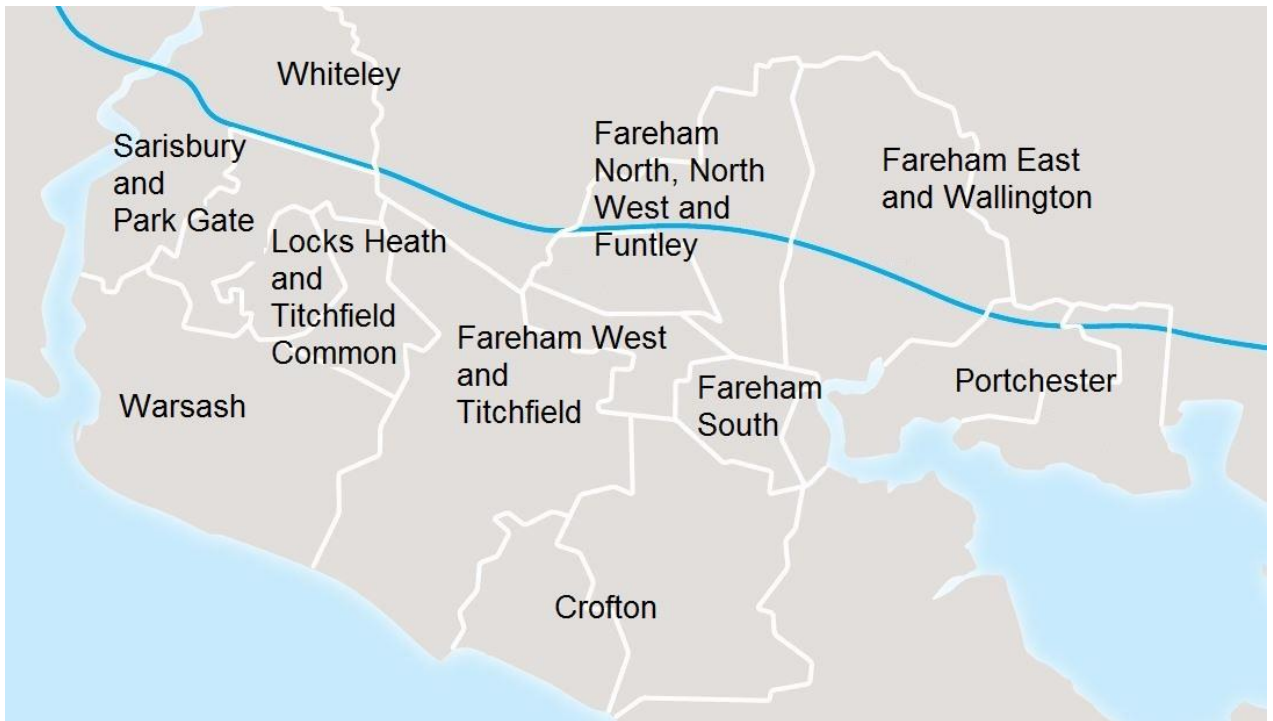 Whiteley
Sarisbury
and
Park Gate
Fareham
North, North
West and
Funtley
Fareham East
and Wallington
Locks Heath
and
Titchfield
Common
Fareham West
and
Titchfield
Fareham
South
Portchester
Warsash
Crofton